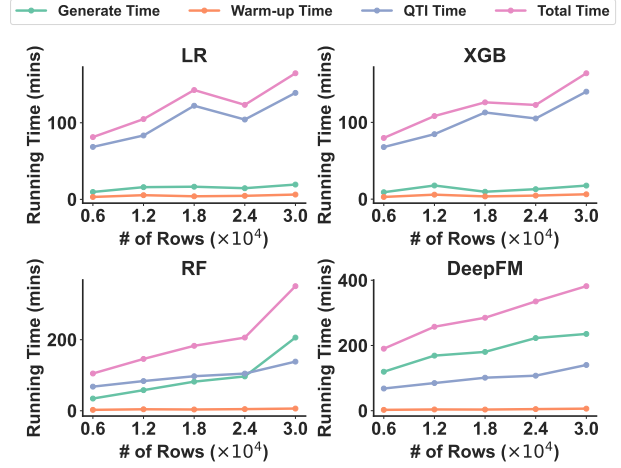 Generate Time Warm-up Time QTI Time Total Time
LR
Running Time (mins)
100
0
0.6 1.2 1.8 2.4 3.0
# of Rows (×10⁴)
XGB
Running Time (mins)
100
0
0.6 1.2 1.8 2.4 3.0
# of Rows (×10⁴)
RF
Running Time (mins)
200
0
0.6 1.2 1.8 2.4 3.0
# of Rows (×10⁴)
DeepFM
Running Time (mins)
400
200
0
0.6 1.2 1.8 2.4 3.0
# of Rows (×10⁴)